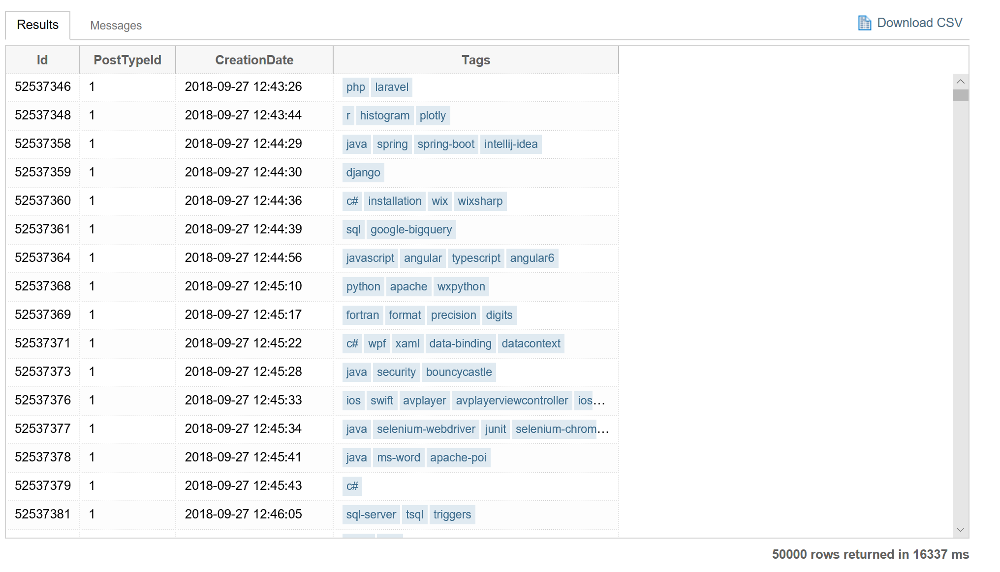 Results Messages Download CSV
Id PostTypeId CreationDate Tags
52537346 1 2018-09-27 12:43:26 php laravel
52537348 1 2018-09-27 12:43:44 r histogram plotly
52537358 1 2018-09-27 12:44:29 java spring spring-boot intellij-idea
52537359 1 2018-09-27 12:44:30 django
52537360 1 2018-09-27 12:44:36 c# installation wix wixsharp
52537361 1 2018-09-27 12:44:39 sql google-bigquery
52537364 1 2018-09-27 12:44:56 javascript angular typescript angular6
52537368 1 2018-09-27 12:45:10 python apache wxpython
52537369 1 2018-09-27 12:45:17 fortran format precision digits
52537371 1 2018-09-27 12:45:22 c# wpf xaml data-binding datacontext
52537373 1 2018-09-27 12:45:28 java security bouncycastle
52537376 1 2018-09-27 12:45:33 ios swift avplayer avplayerviewcontroller ios...
52537377 1 2018-09-27 12:45:34 java selenium-webdriver junit selenium-chrom...
52537378 1 2018-09-27 12:45:41 java ms-word apache-poi
52537379 1 2018-09-27 12:45:43 c#
52537381 1 2018-09-27 12:46:05 sql-server tsql triggers
50000 rows returned in 16337 ms